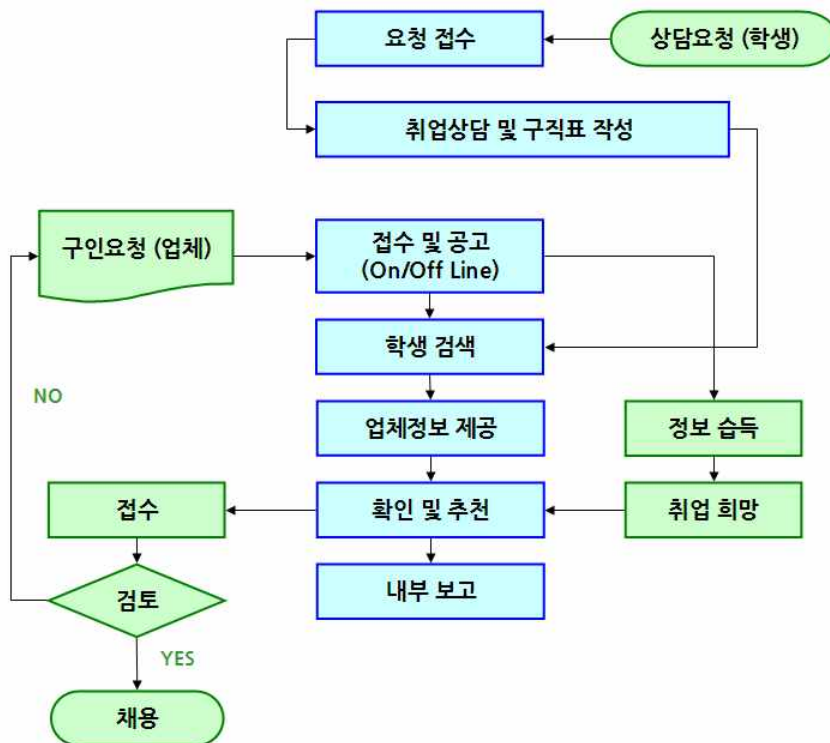 요청 접수
상담요청 (학생)
취업상담 및 구직표 작성
구인요청 (업체)
접수 및 공고
(On/Off Line)
학생 검색
NO
업체정보 제공
정보 습득
접수
확인 및 추천
취업 희망
검토
내부 보고
YES
채용